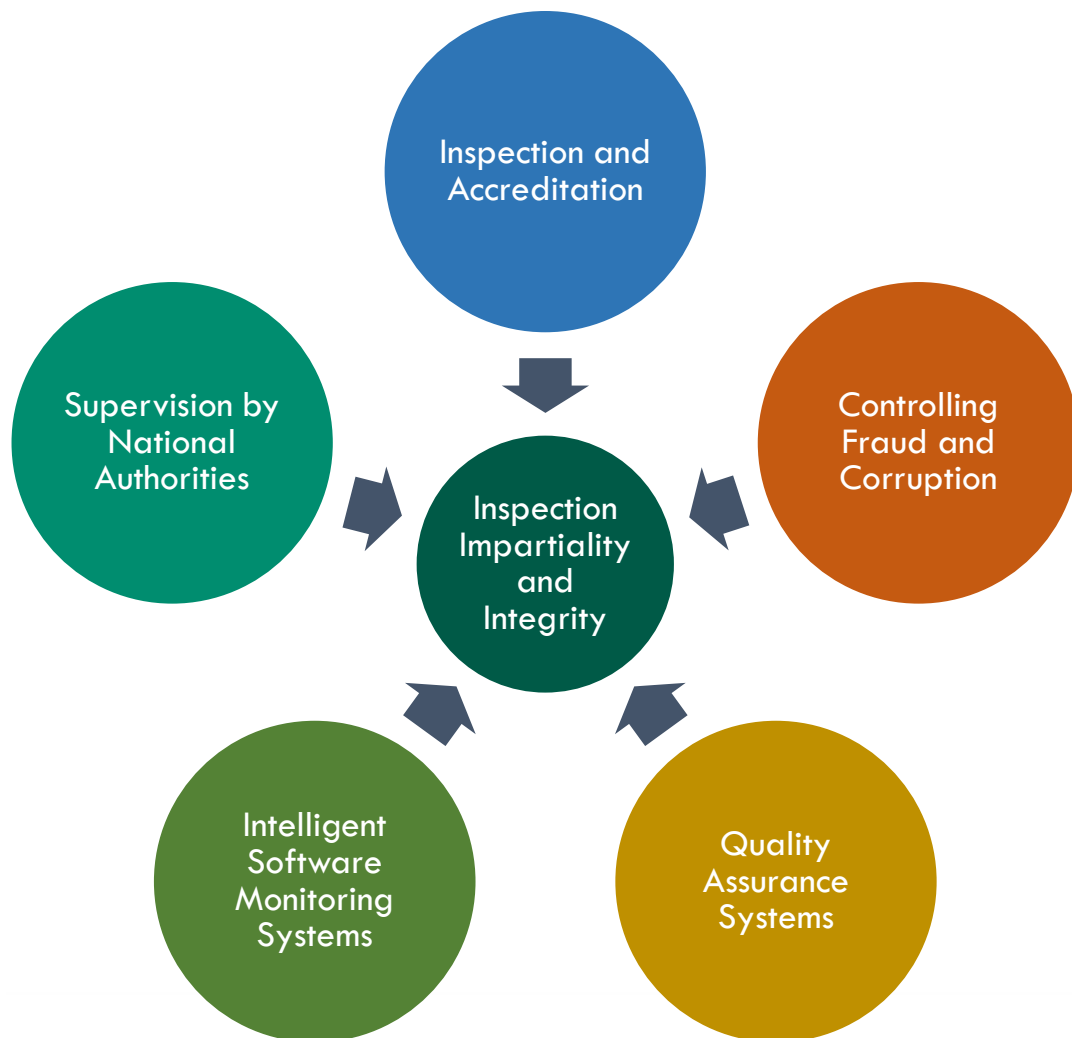 Inspection and
Accreditation
Supervision by
National
Authorities
Controlling
Fraud and
Corruption
Inspection
Impartiality
and
Integrity
Intelligent
Software
Monitoring
Systems
Quality
Assurance
Systems